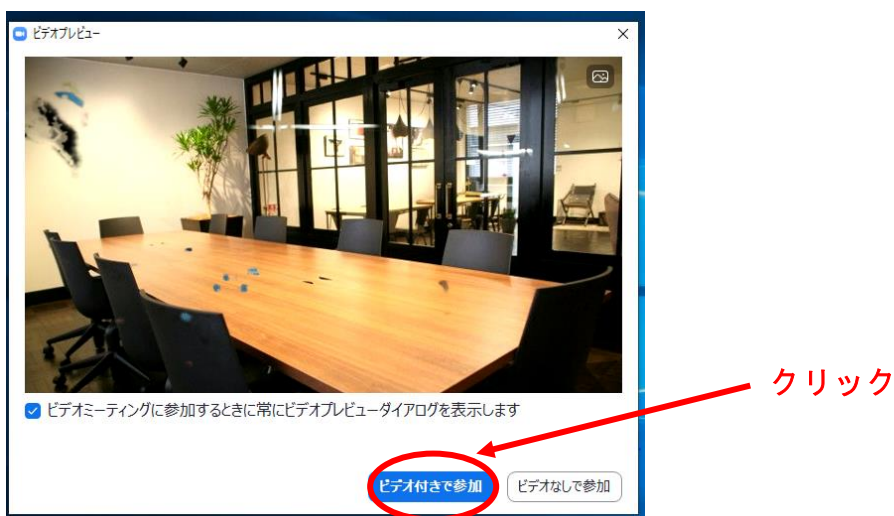 ビデオプレビュー
クリック
ビデオミーティングに参加するときに常にビデオプレビューダイアログを表示します
ビデオ付きで参加
ビデオなしで参加